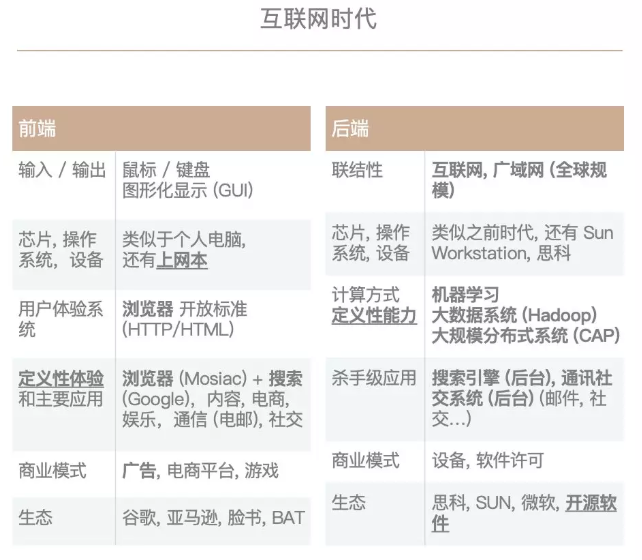 互联网时代
前端
输入 / 输出
鼠标 / 键盘
图形化显示 (GUI)
芯片, 操作
系统, 设备
类似于个人电脑,
还有上网本
用户体验系
统
浏览器 开放标准
(HTTP/HTML)
定义性体验
和主要应用
浏览器 (Mosiac) + 搜索
(Google), 内容, 电商,
娱乐, 通信 (电邮), 社交
商业模式
广告, 电商平台, 游戏
生态
谷歌, 亚马逊, 脸书, BAT
后端
联结性
互联网, 广域网 (全球规
模)
芯片, 操作
系统, 设备
类似之前时代, 还有 Sun
Workstation, 思科
计算方式
定义性能力
机器学习
大数据系统 (Hadoop)
大规模分布式系统 (CAP)
杀手级应用
搜索引擎 (后台), 通讯社
交系统 (后台) (邮件, 社
交...)
商业模式
设备, 软件许可
生态
思科, SUN, 微软, 开源软
件